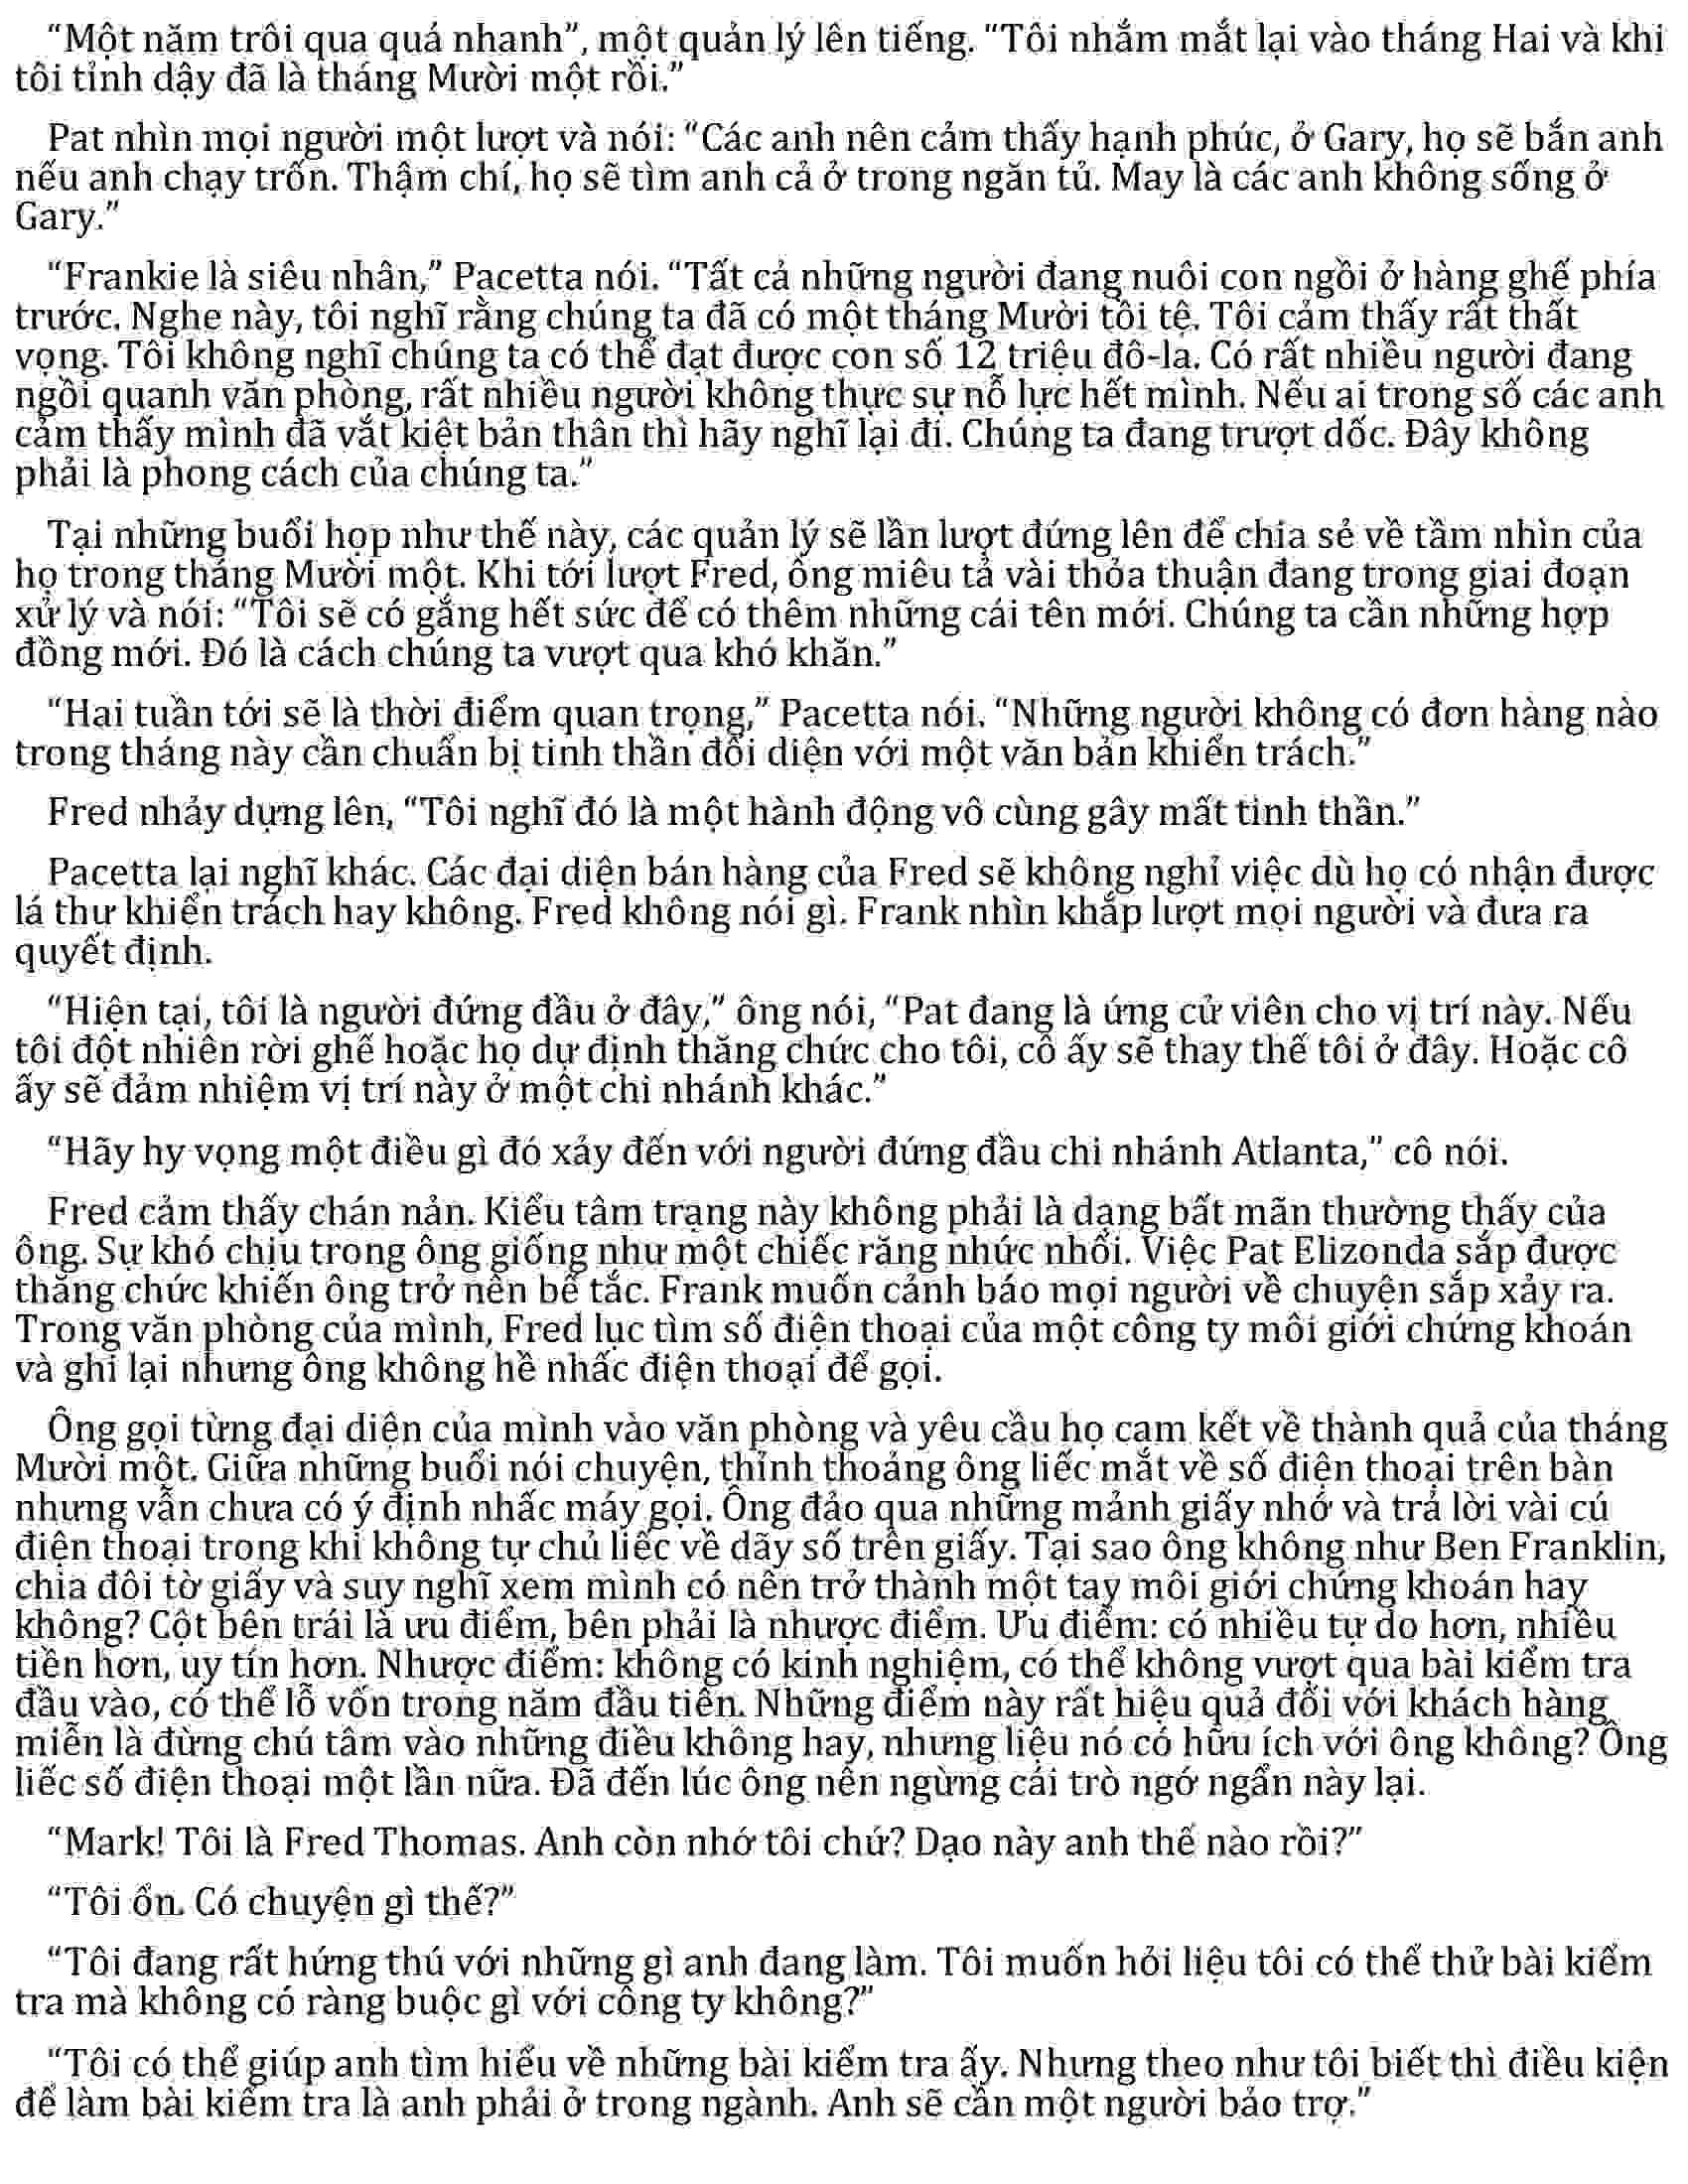 “Một năm trôi qua quá nhanh”, một quản lý lên tiếng. “Tôi nhắm mắt lại vào tháng Hai và khi
tôi tỉnh dậy đã là tháng Mười một rồi.”
Pat nhìn mọi người một lượt và nói: “Các anh nên cảm thấy hạnh phúc, ở Gary, họ sẽ bắn anh
nếu anh chạy trốn. Thậm chí, họ sẽ tìm anh cả ở trong ngăn tủ. May là các anh không sống ở
Gary.”
“Frankie là siêu nhân,” Pacetta nói. “Tất cả những người đang nuôi con ngồi ở hàng ghế phía
trước. Nghe này, tôi nghĩ rằng chúng ta đã có một tháng Mười tồi tệ. Tôi cảm thấy rất thất
vọng. Tôi không nghĩ chúng ta có thể đạt được con số 12 triệu đô-la. Có rất nhiều người đang
ngồi quanh văn phòng, rất nhiều người không thực sự nỗ lực hết mình. Nếu ai trong số các anh
cảm thấy mình đã vắt kiệt bản thân thì hãy nghĩ lại đi. Chúng ta đang trượt dốc. Đây không
phải là phong cách của chúng ta.”
Tại những buổi họp như thế này, các quản lý sẽ lần lượt đứng lên để chia sẻ về tầm nhìn của
họ trong tháng Mười một. Khi tới lượt Fred, ông miêu tả vài thỏa thuận đang trong giai đoạn
xử lý và nói: “Tôi sẽ có gắng hết sức để có thêm những cái tên mới. Chúng ta cần những hợp
đồng mới. Đó là cách chúng ta vượt qua khó khăn.”
“Hai tuần tới sẽ là thời điểm quan trọng,” Pacetta nói. “Những người không có đơn hàng nào
trong tháng này cần chuẩn bị tinh thần đối diện với một văn bản khiển trách.”
Fred nhảy dựng lên, “Tôi nghĩ đó là một hành động vô cùng gây mất tinh thần.”
Pacetta lại nghĩ khác. Các đại diện bán hàng của Fred sẽ không nghỉ việc dù họ có nhận được
lá thư khiển trách hay không. Fred không nói gì. Frank nhìn khắp lượt mọi người và đưa ra
quyết định.
“Hiện tại, tôi là người đứng đầu ở đây,” ông nói, “Pat đang là ứng cử viên cho vị trí này. Nếu
tôi đột nhiên rời ghế hoặc họ dự định thăng chức cho tôi, cô ấy sẽ thay thế tôi ở đây. Hoặc cô
ấy sẽ đảm nhiệm vị trí này ở một chi nhánh khác.”
“Hãy hy vọng một điều gì đó xảy đến với người đứng đầu chi nhánh Atlanta,” cô nói.
Fred cảm thấy chán nản. Kiểu tâm trạng này không phải là dạng bất mãn thường thấy của
ông. Sự khó chịu trong ông giống như một chiếc răng nhức nhối. Việc Pat Elizonda sắp được
thăng chức khiến ông trở nên bế tắc. Frank muốn cảnh báo mọi người về chuyện sắp xảy ra.
Trong văn phòng của mình, Fred lục tìm số điện thoại của một công ty môi giới chứng khoán
và ghi lại nhưng ông không hề nhấc điện thoại để gọi.
Ông gọi từng đại diện của mình vào văn phòng và yêu cầu họ cam kết về thành quả của tháng
Mười một. Giữa những buổi nói chuyện, thỉnh thoảng ông liếc mắt về số điện thoại trên bàn
nhưng vẫn chưa có ý định nhấc máy gọi. Ông đảo qua những mảnh giấy nhớ và trả lời vài cú
điện thoại trong khi không tự chủ liếc về dãy số trên giấy. Tại sao ông không như Ben Franklin,
chia đôi tờ giấy và suy nghĩ xem mình có nên trở thành một tay môi giới chứng khoán hay
không? Cột bên trái là ưu điểm, bên phải là nhược điểm. Ưu điểm: có nhiều tự do hơn, nhiều
tiền hơn, uy tín hơn. Nhược điểm: không có kinh nghiệm, có thể không vượt qua bài kiểm tra
đầu vào, có thể lỗ vốn trong năm đầu tiên. Những điểm này rất hiệu quả đối với khách hàng
miễn là đừng chú tâm vào những điều không hay, nhưng liệu nó có hữu ích với ông không? Ông
liếc số điện thoại một lần nữa. Đã đến lúc ông nên ngừng cái trò ngớ ngẩn này lại.
“Mark! Tôi là Fred Thomas. Anh còn nhớ tôi chứ? Dạo này anh thế nào rồi?”
“Tôi ổn. Có chuyện gì thế?”
“Tôi đang rất hứng thú với những gì anh đang làm. Tôi muốn hỏi liệu tôi có thể thử bài kiểm
tra mà không có ràng buộc gì với công ty không?”
“Tôi có thể giúp anh tìm hiểu về những bài kiểm tra ấy. Nhưng theo như tôi biết thì điều kiện
để làm bài kiểm tra là anh phải ở trong ngành. Anh sẽ cần một người bảo trợ.”